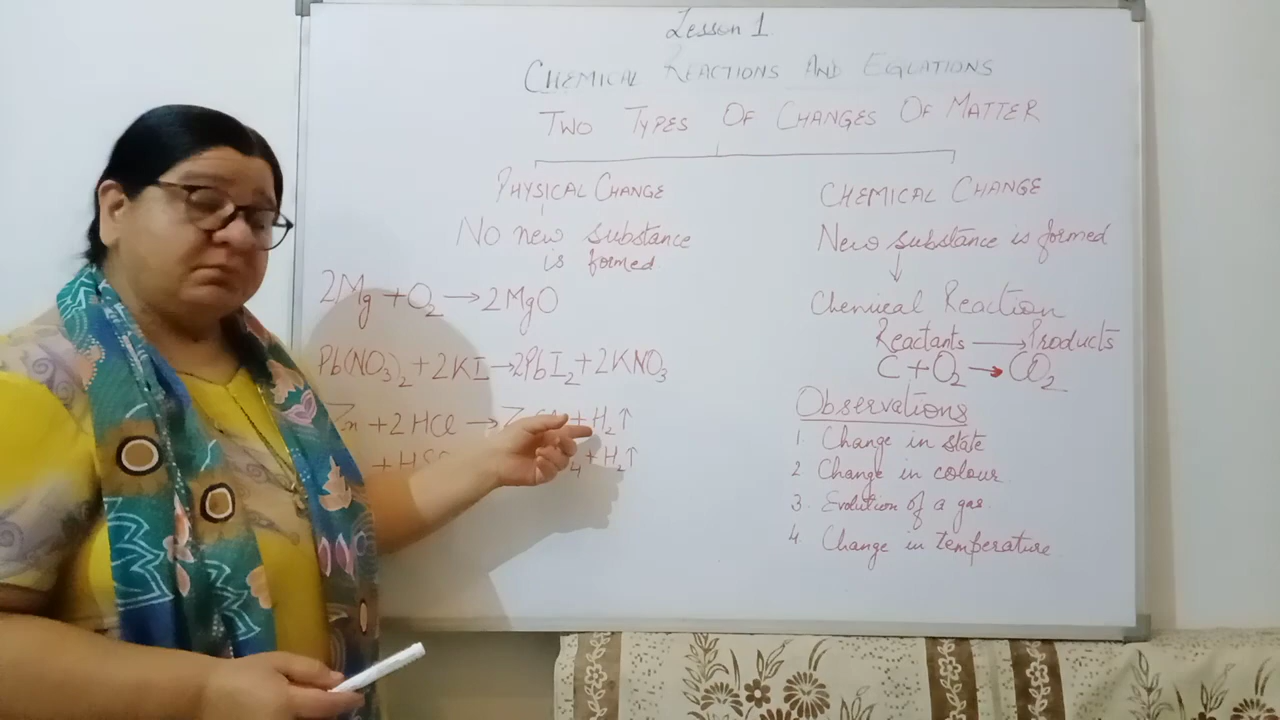 Lesson 1
CHEMICAL REACTIONS AND EQUATIONS
TWO TYPES OF CHANGES OF MATTER
PHYSICAL CHANGE
No new substance
is formed
2Mg + O₂ → 2MgO
Pb(NO₃)₂ + 2KI → 2PbI₂ + 2KNO₃
Zn + 2HCl → + H₂↑
+ + H₂↑
CHEMICAL CHANGE
New substance is formed
↓
Chemical Reaction
Reactants → Products
C + O₂ → CO₂
Observations
1 Change in state
2 Change in colour
3. Evolution of a gas
4 Change in temperature